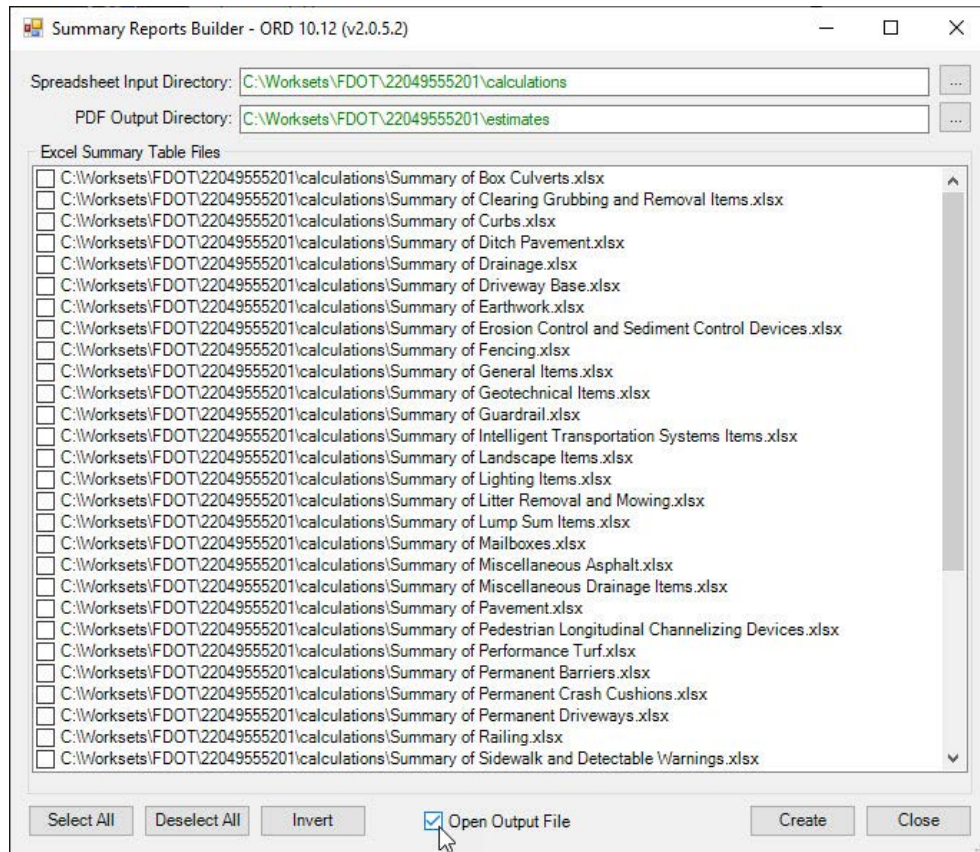 Summary Reports Builder - ORD 10.12 (v2.0.5.2)
Spreadsheet Input Directory: C:\Worksets\FDOT\22049555201\calculations ...
PDF Output Directory: C:\Worksets\FDOT\22049555201\estimates ...
Excel Summary Table Files
C:\Worksets\FDOT\22049555201\calculations\Summary of Box Culverts.xlsx
C:\Worksets\FDOT\22049555201\calculations\Summary of Clearing Grubbing and Removal Items.xlsx
C:\Worksets\FDOT\22049555201\calculations\Summary of Curbs.xlsx
C:\Worksets\FDOT\22049555201\calculations\Summary of Ditch Pavement.xlsx
C:\Worksets\FDOT\22049555201\calculations\Summary of Drainage.xlsx
C:\Worksets\FDOT\22049555201\calculations\Summary of Driveway Base.xlsx
C:\Worksets\FDOT\22049555201\calculations\Summary of Earthwork.xlsx
C:\Worksets\FDOT\22049555201\calculations\Summary of Erosion Control and Sediment Control Devices.xlsx
C:\Worksets\FDOT\22049555201\calculations\Summary of Fencing.xlsx
C:\Worksets\FDOT\22049555201\calculations\Summary of General Items.xlsx
C:\Worksets\FDOT\22049555201\calculations\Summary of Geotechnical Items.xlsx
C:\Worksets\FDOT\22049555201\calculations\Summary of Guardrail.xlsx
C:\Worksets\FDOT\22049555201\calculations\Summary of Intelligent Transportation Systems Items.xlsx
C:\Worksets\FDOT\22049555201\calculations\Summary of Landscape Items.xlsx
C:\Worksets\FDOT\22049555201\calculations\Summary of Lighting Items.xlsx
C:\Worksets\FDOT\22049555201\calculations\Summary of Litter Removal and Mowing.xlsx
C:\Worksets\FDOT\22049555201\calculations\Summary of Lump Sum Items.xlsx
C:\Worksets\FDOT\22049555201\calculations\Summary of Mailboxes.xlsx
C:\Worksets\FDOT\22049555201\calculations\Summary of Miscellaneous Asphalt.xlsx
C:\Worksets\FDOT\22049555201\calculations\Summary of Miscellaneous Drainage Items.xlsx
C:\Worksets\FDOT\22049555201\calculations\Summary of Pavement.xlsx
C:\Worksets\FDOT\22049555201\calculations\Summary of Pedestrian Longitudinal Channelizing Devices.xlsx
C:\Worksets\FDOT\22049555201\calculations\Summary of Performance Turf.xlsx
C:\Worksets\FDOT\22049555201\calculations\Summary of Permanent Barriers.xlsx
C:\Worksets\FDOT\22049555201\calculations\Summary of Permanent Crash Cushions.xlsx
C:\Worksets\FDOT\22049555201\calculations\Summary of Permanent Driveways.xlsx
C:\Worksets\FDOT\22049555201\calculations\Summary of Railing.xlsx
C:\Worksets\FDOT\22049555201\calculations\Summary of Sidewalk and Detectable Warnings.xlsx
Select All Deselect All Invert Open Output File Create Close